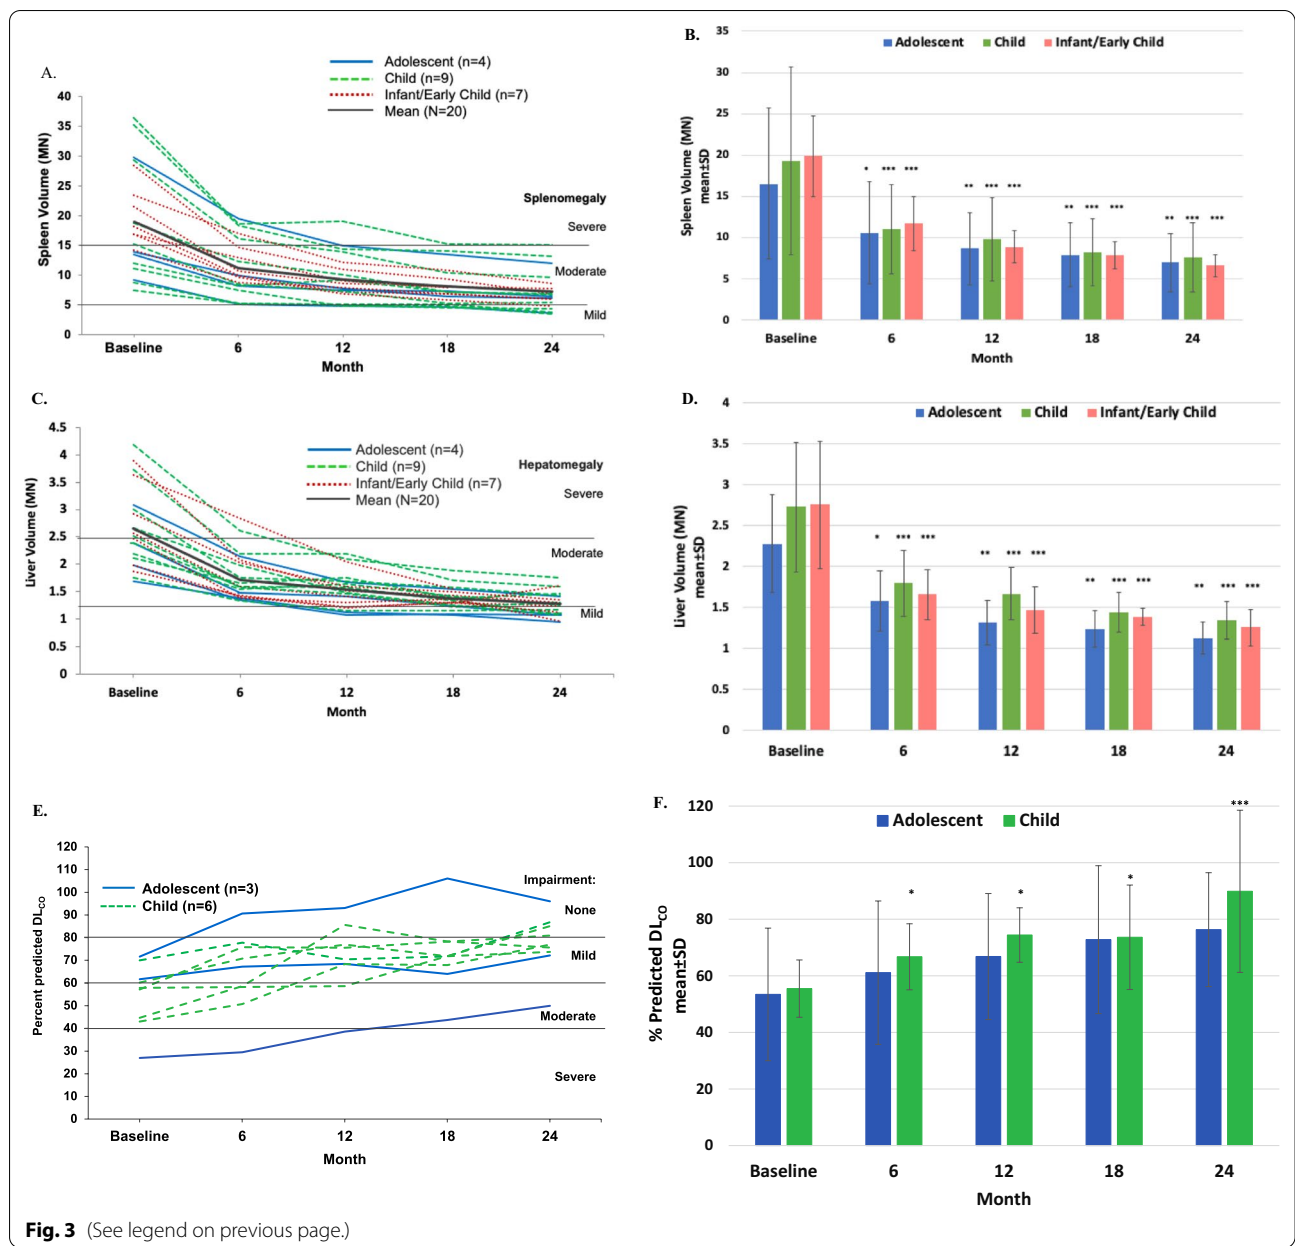 A.
Adolescent (n=4)
Child (n=9)
Infant/Early Child (n=7)
Mean (N=20)
Spleen Volume (MN)
40
35
30
25
20
15
10
5
0
Splenomegaly
Severe
Moderate
Mild
Baseline 6 12 18 24
Month
B.
Adolescent Child Infant/Early Child
Spleen Volume (MN)
mean±SD
35
30
25
20
15
10
5
0
* *** ***
** *** ***
** *** ***
** *** ***
Baseline 6 12 18 24
Month
C.
Adolescent (n=4)
Child (n=9)
Infant/Early Child (n=7)
Mean (N=20)
Liver Volume (MN)
4.5
4
3.5
3
2.5
2
1.5
1
0.5
0
Hepatomegaly
Severe
Moderate
Mild
Baseline 6 12 18 24
Month
D.
Adolescent Child Infant/Early Child
Liver Volume (MN)
mean±SD
4
3.5
3
2.5
2
1.5
1
0.5
0
* *** ***
** *** ***
** *** ***
** *** ***
Baseline 6 12 18 24
E.
Adolescent (n=3)
Child (n=6)
Percent predicted DLCO
120
110
100
90
80
70
60
50
40
30
20
10
0
Impairment:
None
Mild
Moderate
Severe
Baseline 6 12 18 24
Month
F.
Adolescent Child
% Predicted DLCO
mean±SD
120
100
80
60
40
20
0
*
*
*
***
Baseline 6 12 18 24
Month
Fig. 3 (See legend on previous page.)